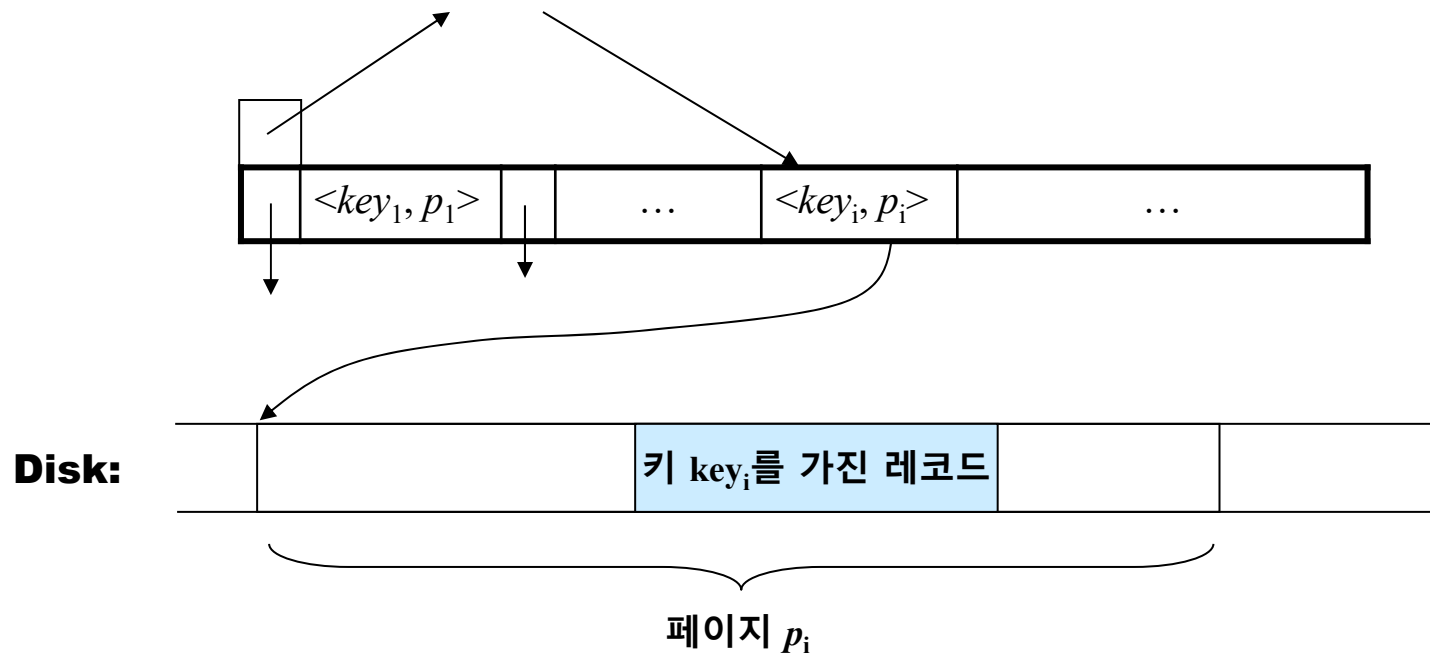 <key₁, p₁> … <keyᵢ, pᵢ> …
Disk: 키 keyᵢ를 가진 레코드
페이지 pᵢ